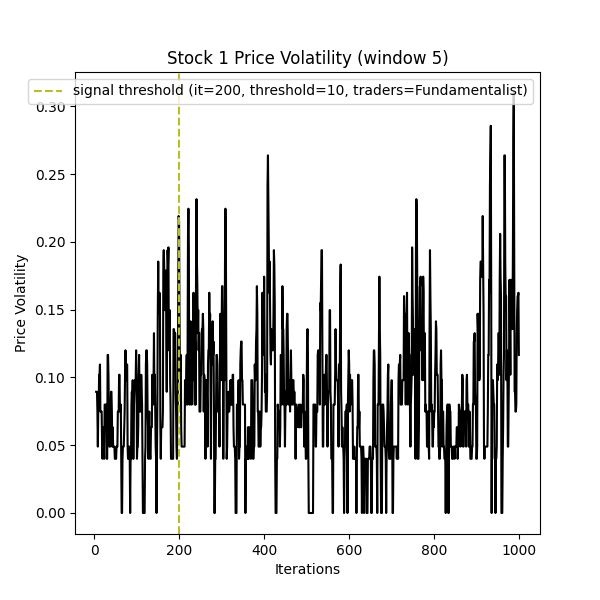 Stock 1 Price Volatility (window 5)
signal threshold (it=200, threshold=10, traders=Fundamentalist)
Price Volatility
0.30
0.25
0.20
0.15
0.10
0.05
0.00
0 200 400 600 800 1000
Iterations